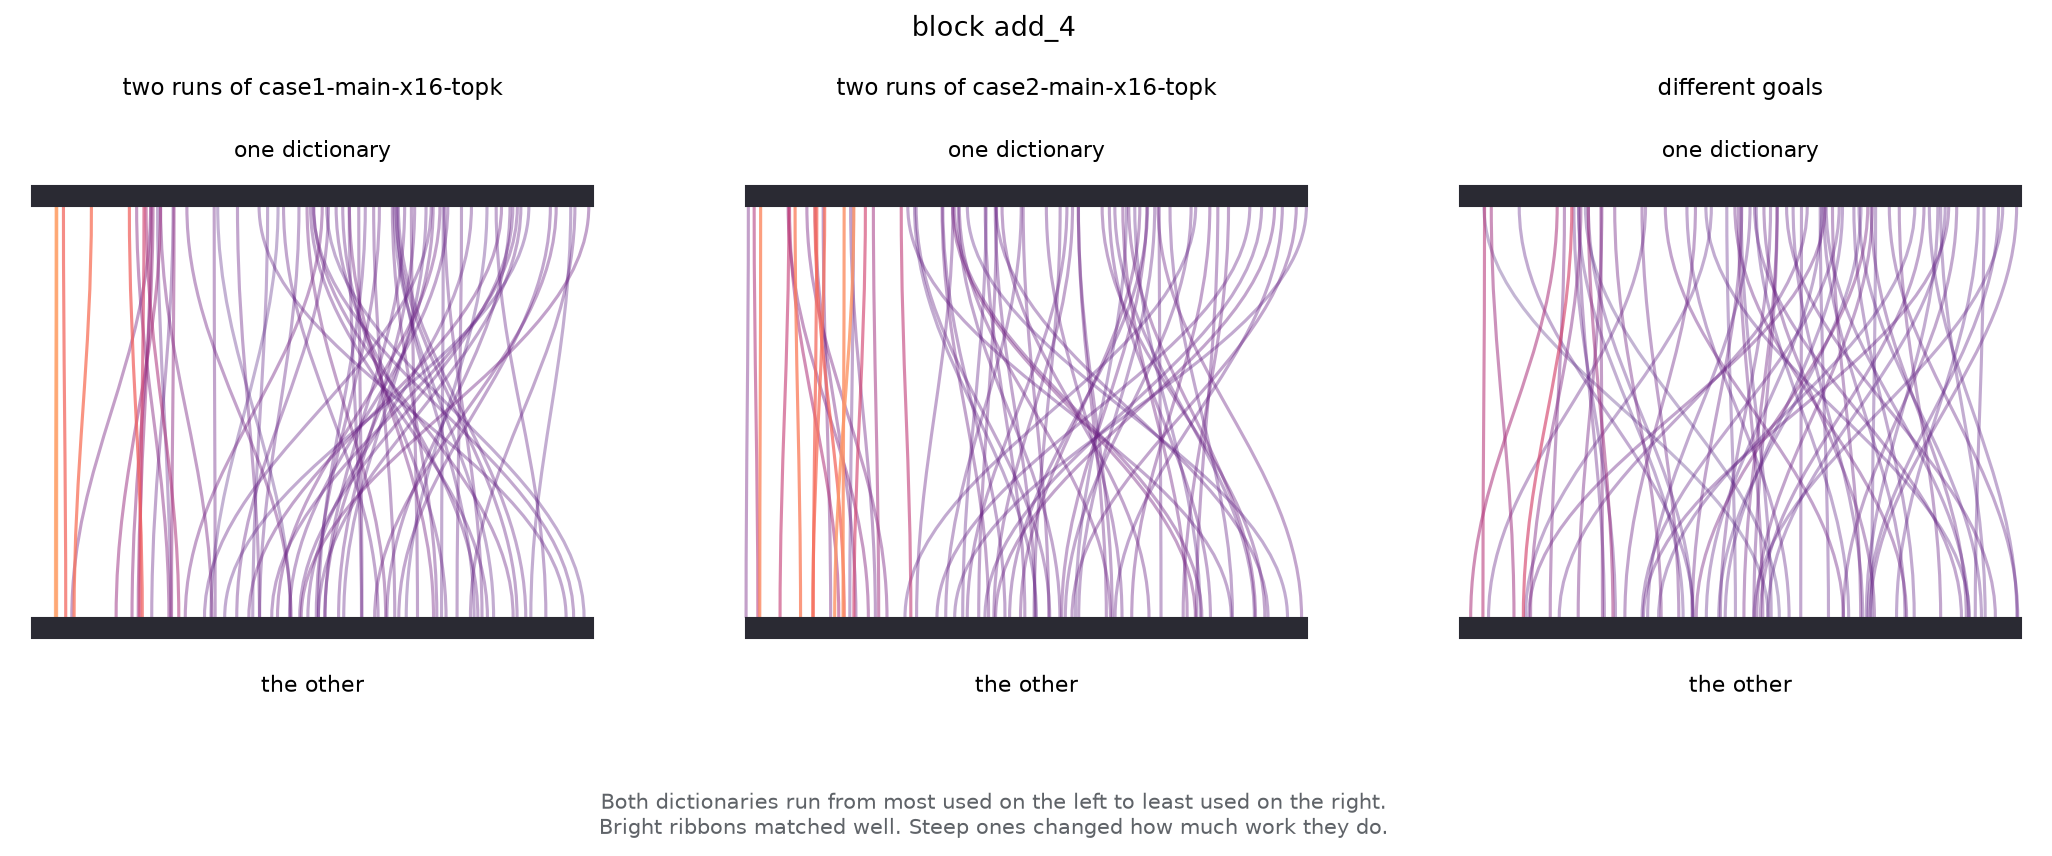 block add_4
two runs of case1-main-x16-topk
two runs of case2-main-x16-topk
different goals
one dictionary
one dictionary
one dictionary
the other
the other
the other
Both dictionaries run from most used on the left to least used on the right.
Bright ribbons matched well. Steep ones changed how much work they do.